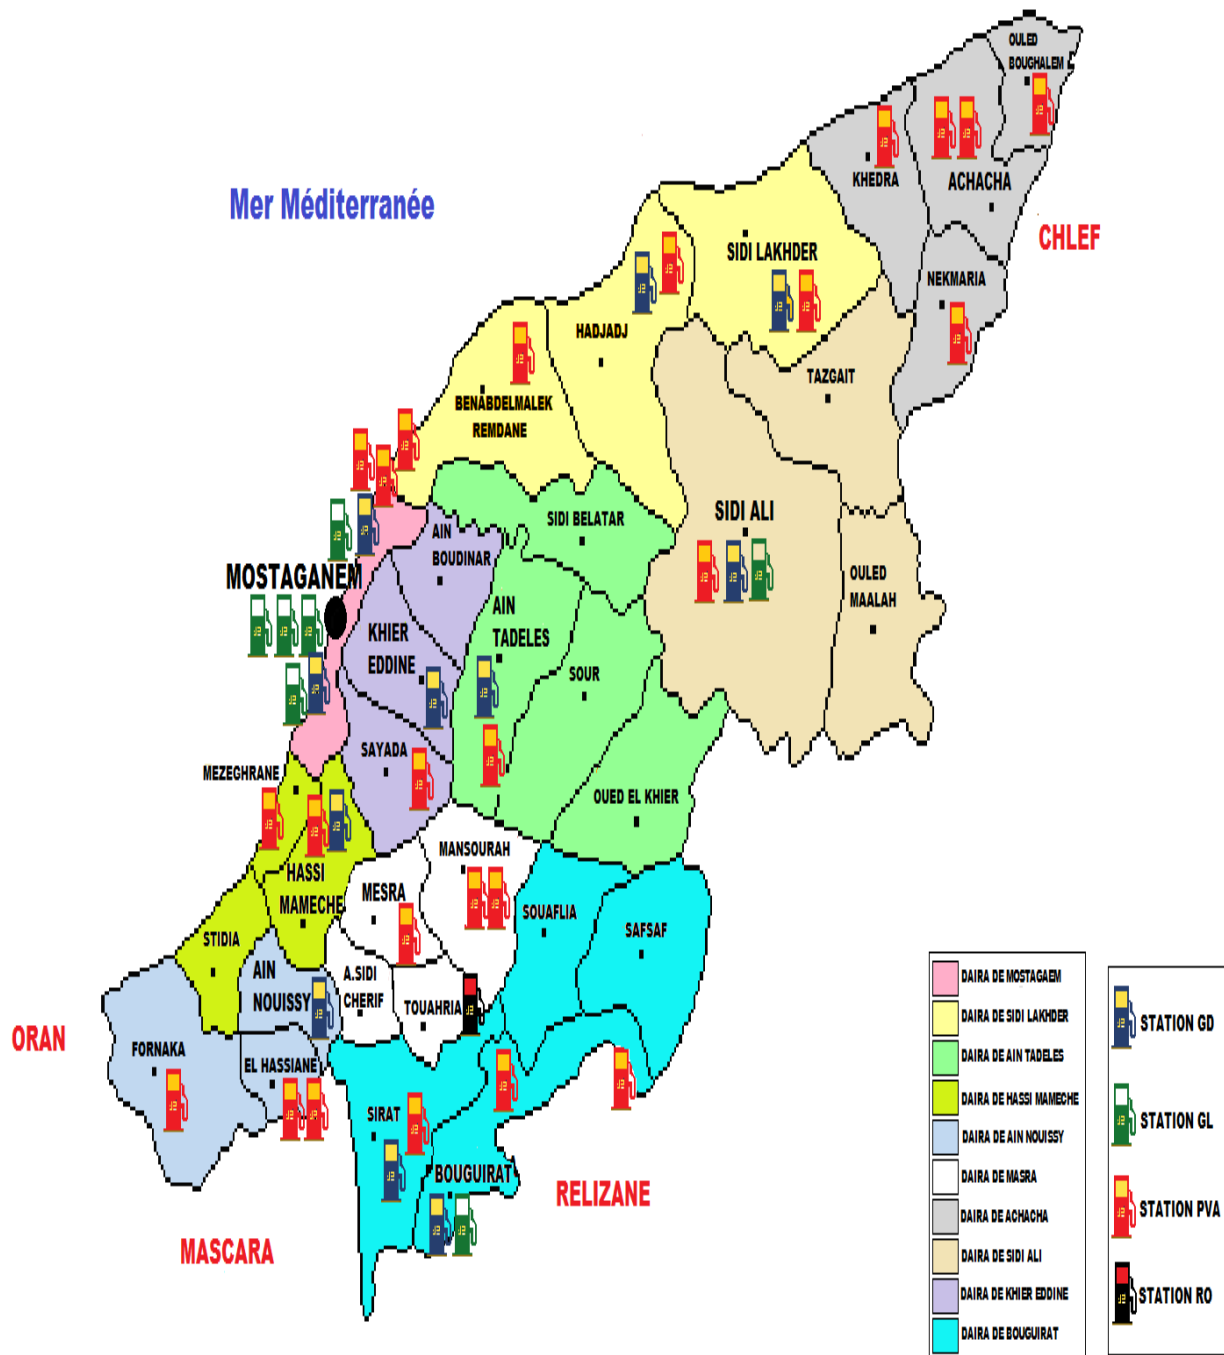 OULED
BOUGHALEM
KHEDRA
ACHACHA
Mer Méditerranée
CHLEF
SIDI LAKHDER
NEKMARIA
HADJADJ
TAZGAIT
BENABDELMALEK
REMDANE
SIDI BELATAR
SIDI ALI
AIN
BOUDINAR
MOSTAGANEM
OULED
MAALAH
AIN
TADELES
KHIER
EDDINE
SOUR
SAYADA
MEZEGHRANE
OUED EL KHIER
MANSOURAH
HASSI
MAMECHE
MESRA
SOUAFLIA
SAFSAF
STIDIA
AIN
NOUISSY
A.SIDI
CHERIF
TOUAHRIA
ORAN
FORNAKA
EL HASSIANE
SIRAT
BOUGUIRAT
RELIZANE
MASCARA
DAIRA DE MOSTAGAEM
DAIRA DE SIDI LAKHDER
DAIRA DE AIN TADELES
DAIRA DE HASSI MAMECHE
DAIRA DE AIN NOUISSY
DAIRA DE MASRA
DAIRA DE ACHACHA
DAIRA DE SIDI ALI
DAIRA DE KHIER EDDINE
DAIRA DE BOUGUIRAT
STATION GD
STATION GL
STATION PVA
STATION RO